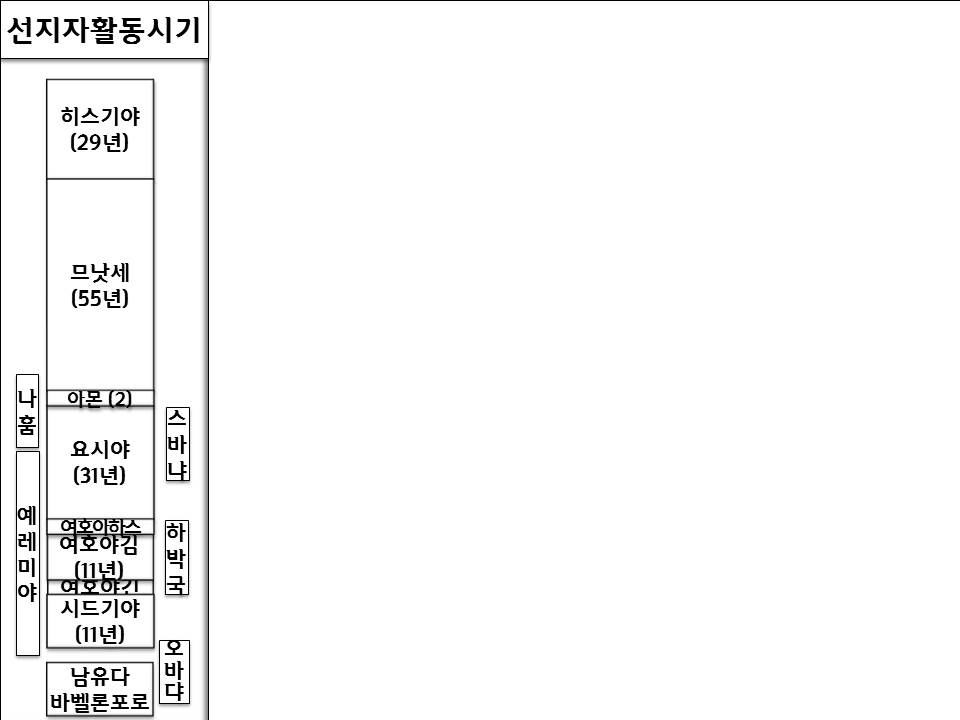 선지자활동시기
히스기야
(29년)
므낫세
(55년)
아몬 (2)
나훔
스바냐
요시야
(31년)
예레미야
여호아하스
하박국
여호야김
(11년)
여호야긴
시드기야
(11년)
오바댜
남유다
바벨론포로